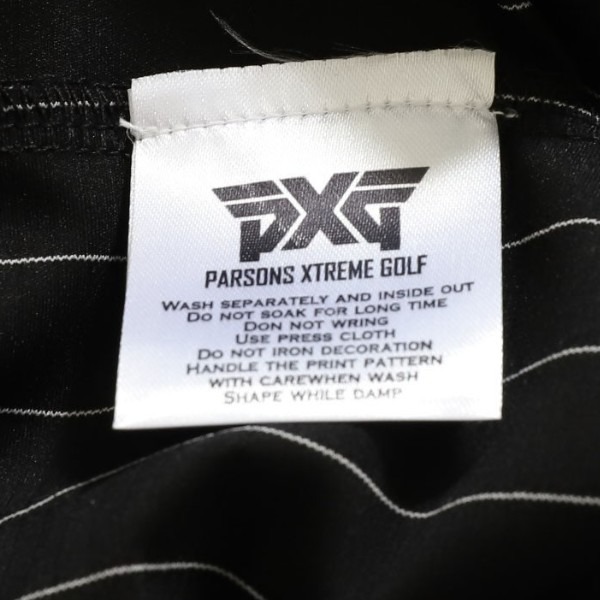 PXG
PARSONS XTREME GOLF
WASH SEPARATELY AND INSIDE OUT
DO NOT SOAK FOR LONG TIME
DON NOT WRING
USE PRESS CLOTH
DO NOT IRON DECORATION
HANDLE THE PRINT PATTERN
WITH CAREWHEN WASH
SHAPE WHILE DAMP